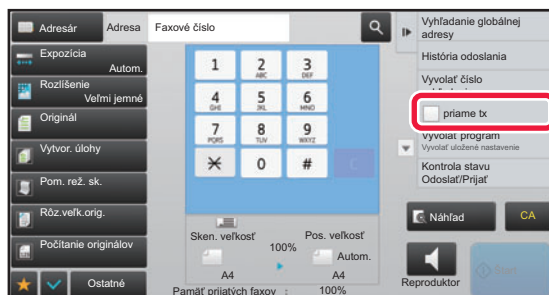 Adresár
Adresa
Faxové číslo
Expozícia
Autom.
Rozlíšenie
Veľmi jemné
Originál
Vytvor. úlohy
Pom. rež. sk.
Rôz.veľk.orig.
Počítanie originálov
Ostatné
1
2
ABC
3
DEF
4
GHI
5
JKL
6
MNO
7
PQRS
8
TUV
9
WXYZ
0
#
C
Sken. veľkosť
100%
Pos. veľkosť
Autom.
A4
A4
Pamäť prijatých faxov :
100%
Vyhľadanie globálnej
adresy
História odoslania
Vyvolať číslo
priame tx
Vyvolať program
Vyvolať uložené nastavenie
Kontrola stavu
Odoslať/Prijať
Náhľad
CA
Reproduktor
Štart